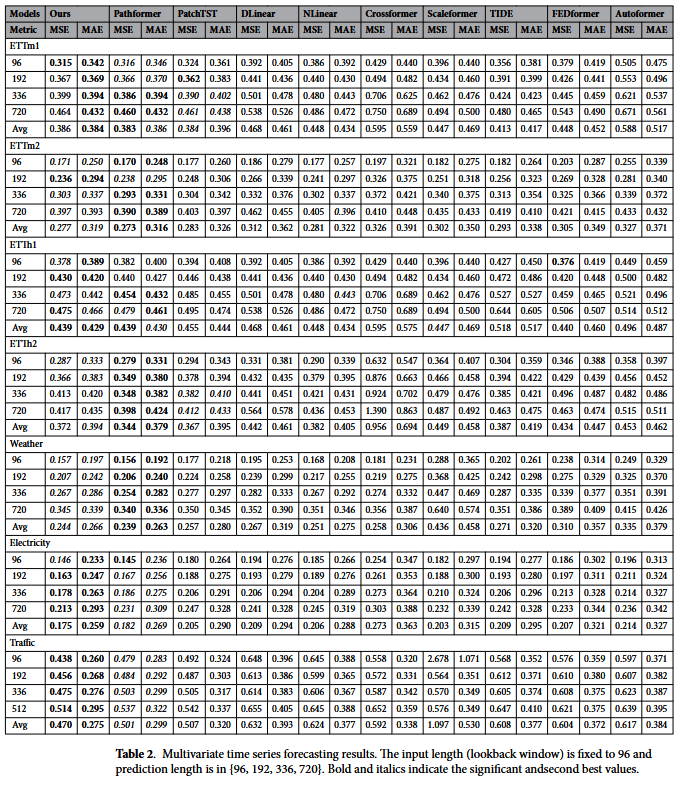 Models Ours Pathformer PatchTST DLinear NLinear Crossformer Scaleformer TIDE FEDformer Autoformer
Metric MSE MAE MSE MAE MSE MAE MSE MAE MSE MAE MSE MAE MSE MAE MSE MAE MSE MAE MSE MAE
ETTm1
96 0.315 0.342 0.316 0.346 0.324 0.361 0.392 0.405 0.386 0.392 0.429 0.440 0.396 0.440 0.356 0.381 0.379 0.419 0.505 0.475
192 0.367 0.369 0.366 0.370 0.362 0.383 0.441 0.436 0.440 0.430 0.494 0.482 0.434 0.460 0.391 0.399 0.426 0.441 0.553 0.496
336 0.399 0.394 0.386 0.394 0.390 0.402 0.501 0.478 0.480 0.443 0.706 0.625 0.462 0.476 0.424 0.423 0.445 0.459 0.621 0.537
720 0.464 0.432 0.460 0.432 0.461 0.438 0.538 0.526 0.486 0.472 0.750 0.689 0.494 0.500 0.480 0.465 0.543 0.490 0.671 0.561
Avg 0.386 0.384 0.383 0.386 0.384 0.396 0.468 0.461 0.448 0.434 0.595 0.559 0.447 0.469 0.413 0.417 0.448 0.452 0.588 0.517
ETTm2
96 0.171 0.250 0.170 0.248 0.177 0.260 0.186 0.279 0.177 0.257 0.197 0.321 0.182 0.275 0.182 0.264 0.203 0.287 0.255 0.339
192 0.236 0.294 0.238 0.295 0.248 0.306 0.266 0.339 0.241 0.297 0.326 0.375 0.251 0.318 0.256 0.323 0.269 0.328 0.281 0.340
336 0.303 0.337 0.293 0.331 0.304 0.342 0.332 0.376 0.302 0.337 0.372 0.421 0.340 0.375 0.313 0.354 0.325 0.366 0.339 0.372
720 0.397 0.393 0.390 0.389 0.403 0.397 0.462 0.455 0.405 0.396 0.410 0.448 0.435 0.433 0.419 0.410 0.421 0.415 0.433 0.432
Avg 0.277 0.319 0.273 0.316 0.283 0.326 0.312 0.362 0.281 0.322 0.326 0.391 0.302 0.350 0.293 0.338 0.305 0.349 0.327 0.371
ETTh1
96 0.378 0.389 0.382 0.400 0.394 0.408 0.392 0.405 0.386 0.392 0.429 0.440 0.396 0.440 0.427 0.450 0.376 0.419 0.449 0.459
192 0.430 0.420 0.440 0.427 0.446 0.438 0.441 0.436 0.440 0.430 0.494 0.482 0.434 0.460 0.472 0.486 0.420 0.448 0.500 0.482
336 0.473 0.442 0.454 0.432 0.485 0.455 0.501 0.478 0.480 0.443 0.706 0.689 0.462 0.476 0.527 0.527 0.459 0.465 0.521 0.496
720 0.475 0.466 0.479 0.461 0.495 0.474 0.538 0.526 0.486 0.472 0.750 0.689 0.494 0.500 0.644 0.605 0.506 0.507 0.514 0.512
Avg 0.439 0.429 0.439 0.430 0.455 0.444 0.468 0.461 0.448 0.434 0.595 0.575 0.447 0.469 0.518 0.517 0.440 0.460 0.496 0.487
ETTh2
96 0.287 0.333 0.279 0.331 0.294 0.343 0.331 0.381 0.290 0.339 0.632 0.547 0.364 0.407 0.304 0.359 0.346 0.388 0.358 0.397
192 0.366 0.383 0.349 0.380 0.378 0.394 0.432 0.435 0.379 0.395 0.876 0.663 0.466 0.458 0.394 0.422 0.429 0.439 0.456 0.452
336 0.413 0.420 0.348 0.382 0.382 0.410 0.441 0.451 0.421 0.431 0.924 0.702 0.479 0.476 0.385 0.421 0.496 0.487 0.482 0.486
720 0.417 0.435 0.398 0.424 0.412 0.433 0.564 0.578 0.436 0.453 1.390 0.863 0.487 0.492 0.463 0.475 0.463 0.474 0.515 0.511
Avg 0.372 0.394 0.344 0.379 0.367 0.395 0.442 0.461 0.382 0.405 0.956 0.694 0.449 0.458 0.387 0.419 0.434 0.447 0.453 0.462
Weather
96 0.157 0.197 0.156 0.192 0.177 0.218 0.195 0.253 0.168 0.208 0.181 0.231 0.288 0.365 0.202 0.261 0.238 0.314 0.249 0.329
192 0.207 0.242 0.206 0.240 0.224 0.258 0.239 0.299 0.217 0.255 0.219 0.275 0.368 0.425 0.242 0.298 0.275 0.329 0.325 0.370
336 0.267 0.286 0.254 0.282 0.277 0.297 0.282 0.333 0.267 0.292 0.274 0.332 0.447 0.469 0.287 0.335 0.339 0.377 0.351 0.391
720 0.345 0.339 0.340 0.336 0.350 0.345 0.352 0.390 0.351 0.346 0.356 0.387 0.640 0.574 0.351 0.386 0.389 0.409 0.415 0.426
Avg 0.244 0.266 0.239 0.263 0.257 0.280 0.267 0.319 0.251 0.275 0.258 0.306 0.436 0.458 0.271 0.320 0.310 0.357 0.335 0.379
Electricity
96 0.146 0.233 0.145 0.236 0.180 0.264 0.194 0.276 0.185 0.266 0.254 0.347 0.182 0.297 0.194 0.277 0.186 0.302 0.196 0.313
192 0.163 0.247 0.167 0.256 0.188 0.275 0.193 0.279 0.189 0.276 0.261 0.353 0.188 0.300 0.193 0.280 0.197 0.311 0.211 0.324
336 0.178 0.263 0.186 0.275 0.206 0.291 0.206 0.294 0.204 0.289 0.273 0.364 0.210 0.324 0.206 0.296 0.213 0.328 0.214 0.327
720 0.213 0.293 0.231 0.309 0.247 0.328 0.241 0.328 0.245 0.319 0.303 0.388 0.232 0.339 0.242 0.328 0.233 0.344 0.236 0.342
Avg 0.175 0.259 0.182 0.269 0.205 0.290 0.209 0.294 0.206 0.288 0.273 0.363 0.203 0.315 0.209 0.295 0.207 0.321 0.214 0.327
Traffic
96 0.438 0.260 0.479 0.283 0.492 0.324 0.648 0.396 0.645 0.388 0.558 0.320 2.678 1.071 0.568 0.352 0.576 0.359 0.597 0.371
192 0.456 0.268 0.484 0.292 0.487 0.303 0.613 0.386 0.599 0.365 0.572 0.331 0.564 0.351 0.612 0.371 0.610 0.380 0.607 0.382
336 0.475 0.276 0.503 0.299 0.505 0.317 0.614 0.383 0.606 0.367 0.587 0.342 0.570 0.349 0.605 0.374 0.608 0.375 0.623 0.387
512 0.514 0.295 0.537 0.322 0.542 0.337 0.655 0.405 0.645 0.388 0.652 0.359 0.576 0.349 0.647 0.410 0.621 0.375 0.639 0.395
Avg 0.470 0.275 0.501 0.299 0.507 0.320 0.632 0.393 0.624 0.377 0.592 0.338 1.097 0.530 0.608 0.377 0.604 0.372 0.617 0.384
Table 2. Multivariate time series forecasting results. The input length (lookback window) is fixed to 96 and
prediction length is in {96, 192, 336, 720}. Bold and italics indicate the significant andsecond best values.